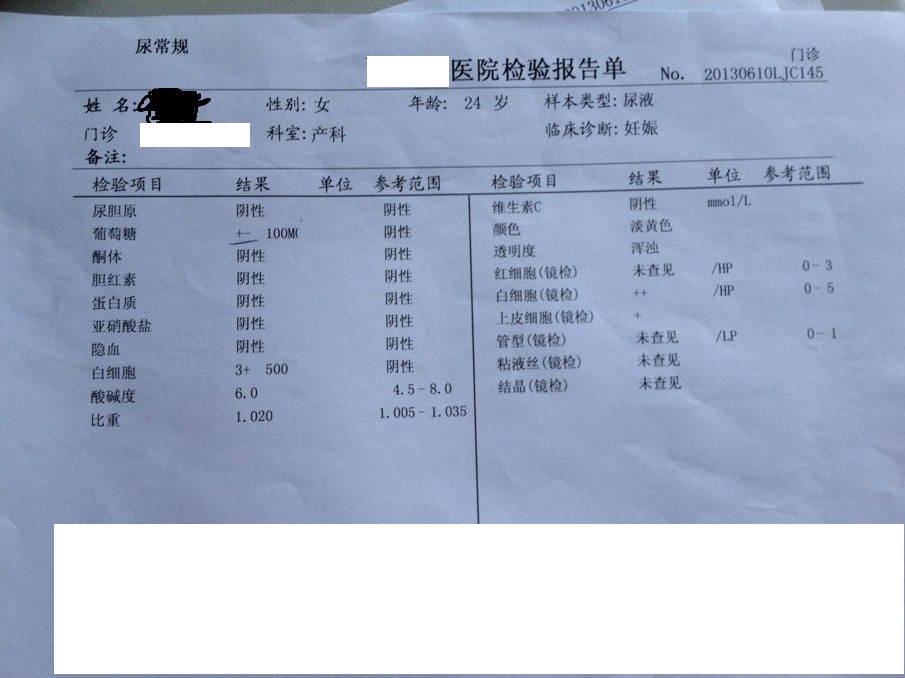 尿常规
医院检验报告单 No. 20130610LJC145 门诊
姓 名: 性别: 女 年龄: 24 岁 样本类型: 尿液
门诊 科室: 产科 临床诊断: 妊娠
备注:
检验项目 结果 单位 参考范围
尿胆原 阴性 阴性
葡萄糖 +- 100M( 阴性
酮体 阴性 阴性
胆红素 阴性 阴性
蛋白质 阴性 阴性
亚硝酸盐 阴性 阴性
隐血 阴性 阴性
白细胞 3+ 500 阴性
酸碱度 6.0 4.5-8.0
比重 1.020 1.005-1.035
检验项目 结果 单位 参考范围
维生素C 阴性 mmol/L
颜色 淡黄色
透明度 浑浊
红细胞(镜检) 未查见 /HP 0-3
白细胞(镜检) ++ /HP 0-5
上皮细胞(镜检) +
管型(镜检) 未查见 /LP 0-1
粘液丝(镜检) 未查见
结晶(镜检) 未查见